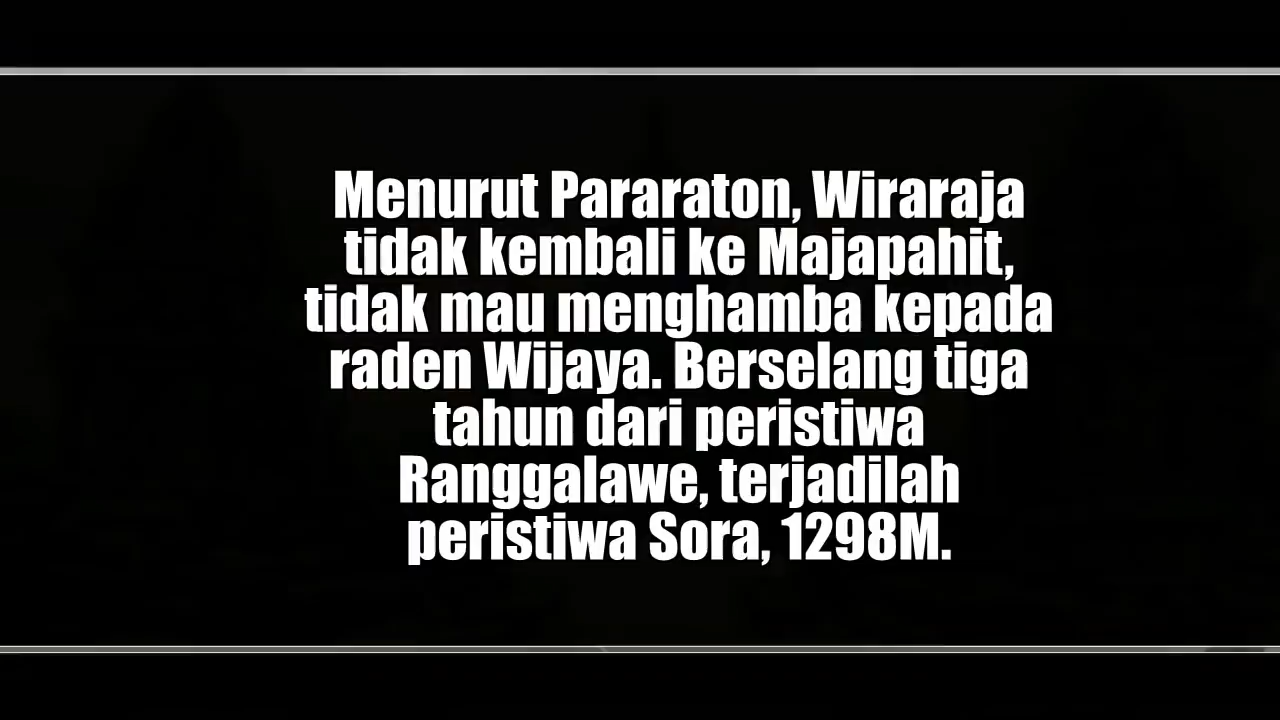 Menurut Pararaton, Wiraraja
tidak kembali ke Majapahit,
tidak mau menghamba kepada
raden Wijaya. Berselang tiga
tahun dari peristiwa
Ranggalawe, terjadilah
peristiwa Sora, 1298M.